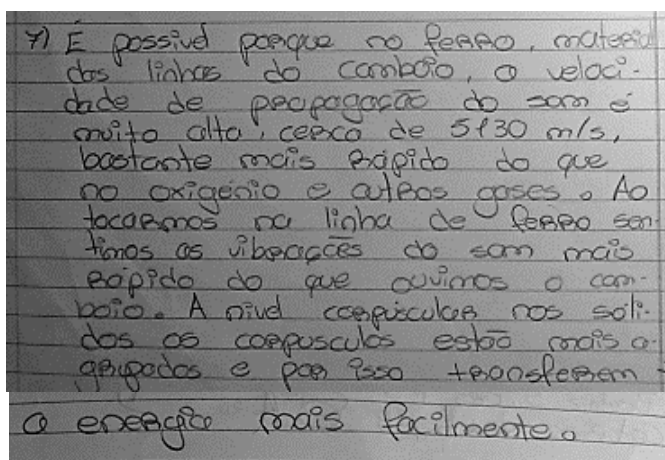 7) É possível porque no ferro, material
das linhas do comboio, a veloci-
dade de propagação do som é
muito alta, cerca de 5130 m/s,
bastante mais rápido do que
no oxigénio e outros gases. Ao
tocarmos na linha de ferro sen-
timos as vibrações do som mais
rápido do que ouvimos o com-
boio. A nível corpúscular nos sóli-
dos os corpusculos estão mais a-
grupados e por isso transferem
a energia mais facilmente.